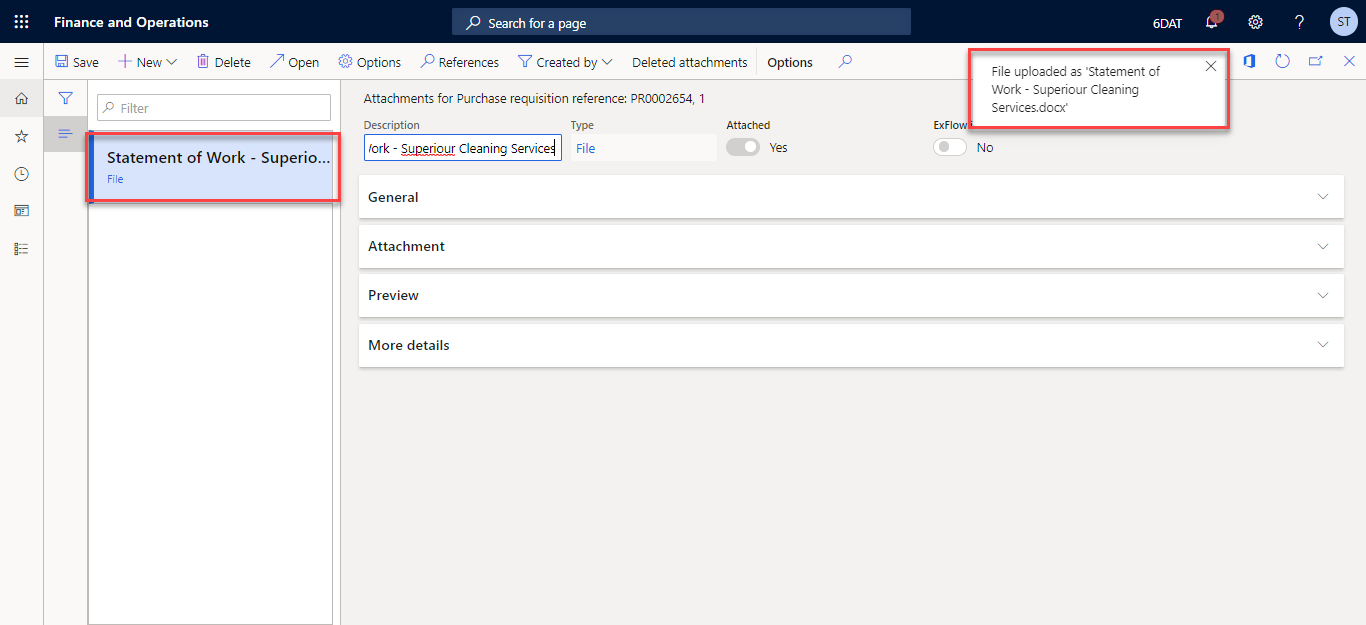 Finance and Operations
Search for a page
6DAT
1
?
ST
Save
New
Delete
Open
Options
References
Created by
Deleted attachments
Options
File uploaded as 'Statement of
Work - Superiour Cleaning
Services.docx'
Filter
Statement of Work - Superio...
File
Attachments for Purchase requisition reference: PR0002654, 1
Description
Type
Attached
ExFlow
/ork - Superiour Cleaning Services
File
Yes
No
General
Attachment
Preview
More details